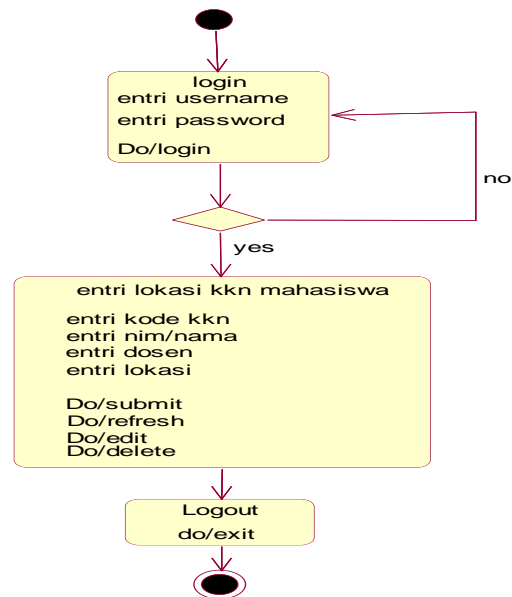 login
entri username
entri password
Do/login
no
yes
entri lokasi kkn mahasiswa
entri kode kkn
entri nim/nama
entri dosen
entri lokasi
Do/submit
Do/refresh
Do/edit
Do/delete
Logout
do/exit